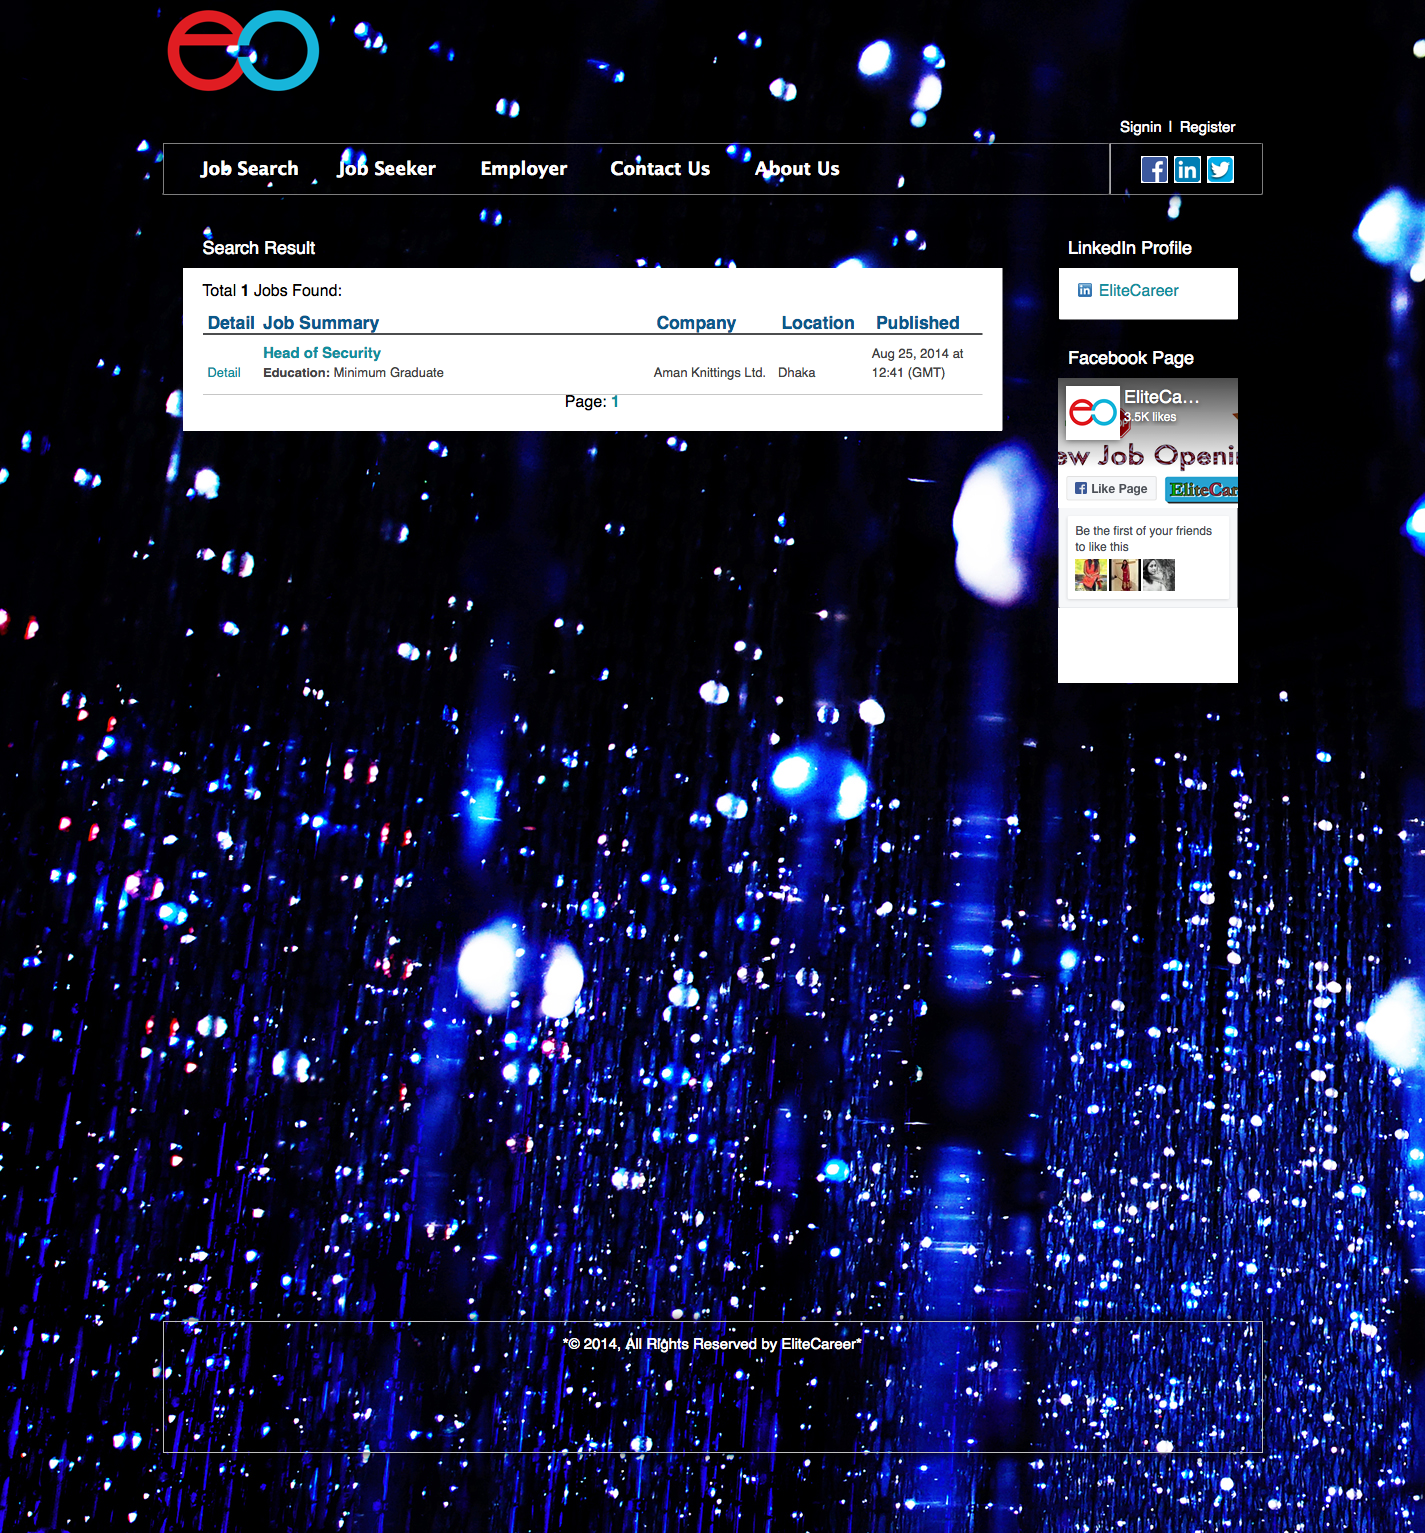 eo
Signin | Register
Job Search Job Seeker Employer Contact Us About Us
Search Result
Total 1 Jobs Found:
Detail Job Summary Company Location Published
Head of Security
Detail Education: Minimum Graduate Aman Knittings Ltd. Dhaka Aug 25, 2014 at
12:41 (GMT)
Page: 1
LinkedIn Profile
EliteCareer
Facebook Page
eo
EliteCa...
3.5K likes
ew Job Openi
Like Page
EliteCar
Be the first of your friends
to like this
*© 2014, All Rights Reserved by EliteCareer*